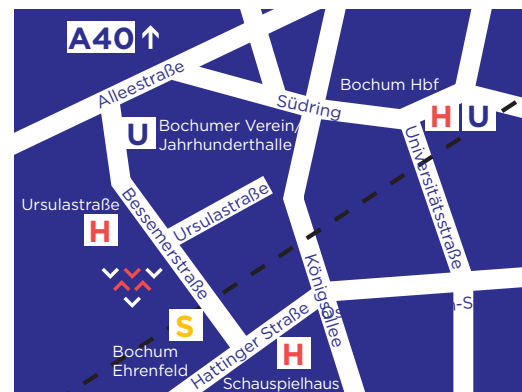 A40 ↑
Alleestraße
Südring
Bochum Hbf
H U
U
Bochumer Verein/
Jahrhunderthalle
Universitätsstraße
Ursulastraße
H
Bessemerstraße
Ursulastraße
Königsallee
S
Bochum
Ehrenfeld
Hattinger Straße
H
Schauspielhaus
-S